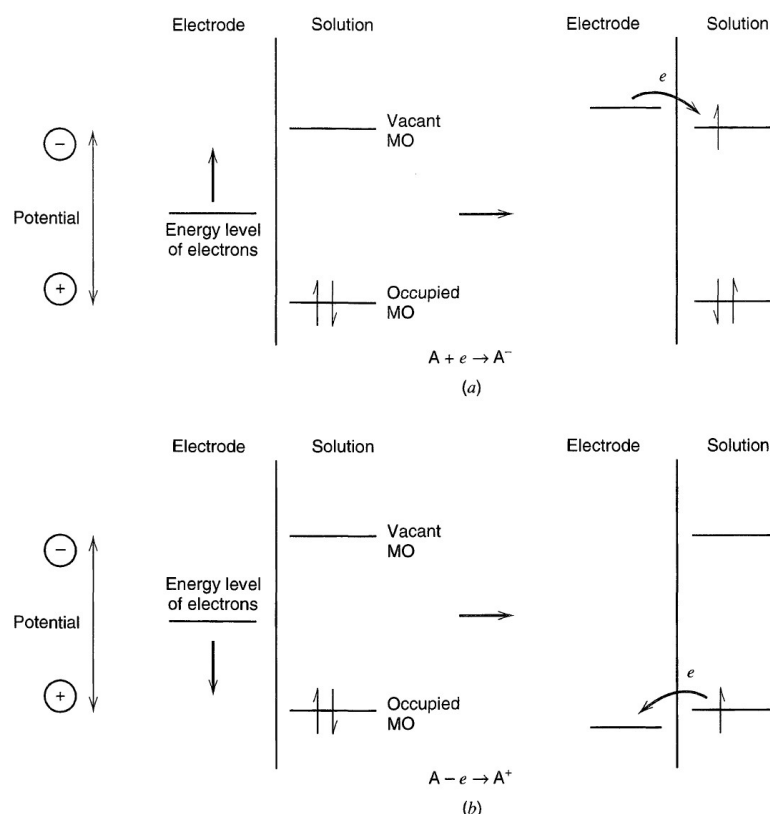 Electrode Solution Electrode Solution
e
− Vacant
MO
Potential
Energy level
of electrons
+ Occupied
MO
A + e → A⁻
(a)
Electrode Solution Electrode Solution
− Vacant
MO
Energy level
of electrons
Potential
e
+ Occupied
MO
A − e → A⁺
(b)